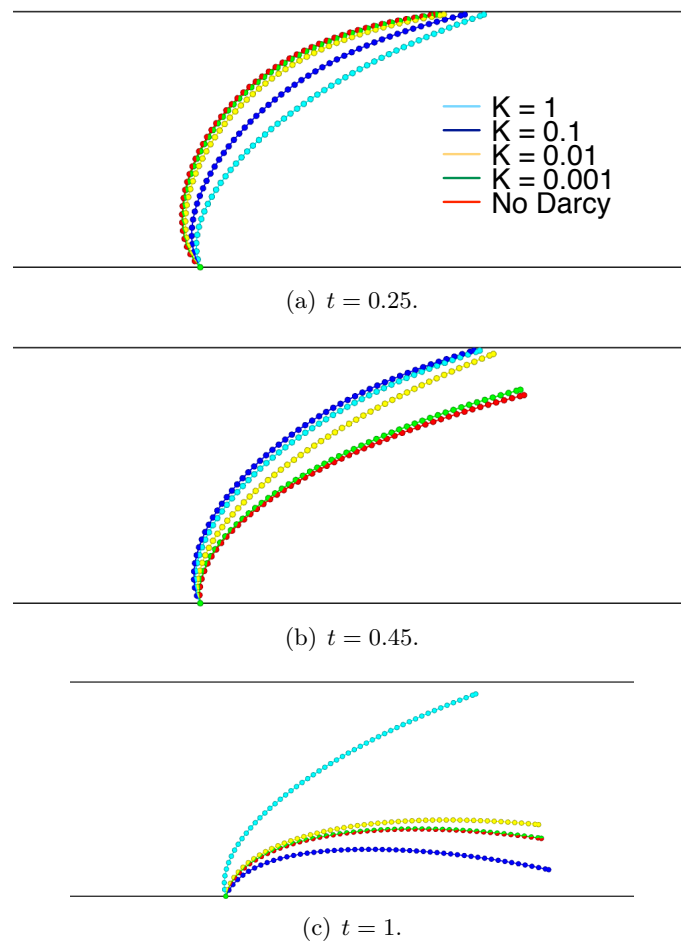 K = 1
K = 0.1
K = 0.01
K = 0.001
No Darcy
(a) t = 0.25.
(b) t = 0.45.
(c) t = 1.